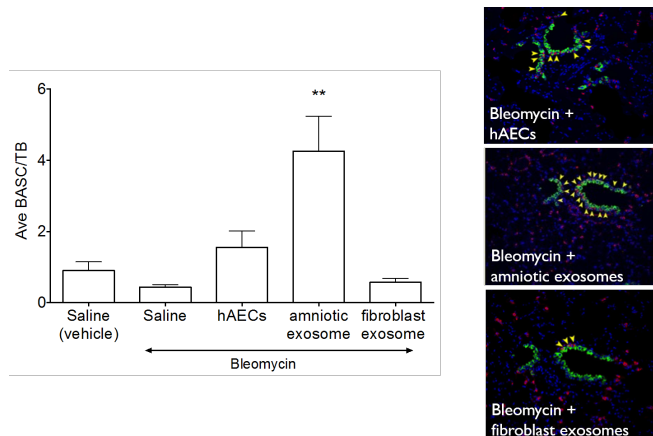 6
4
2
0
Ave BASC/TB
**
Saline
(vehicle)
Saline
hAECs
amniotic
exosome
fibroblast
exosome
Bleomycin
Bleomycin +
hAECs
Bleomycin +
amniotic exosomes
Bleomycin +
fibroblast exosomes